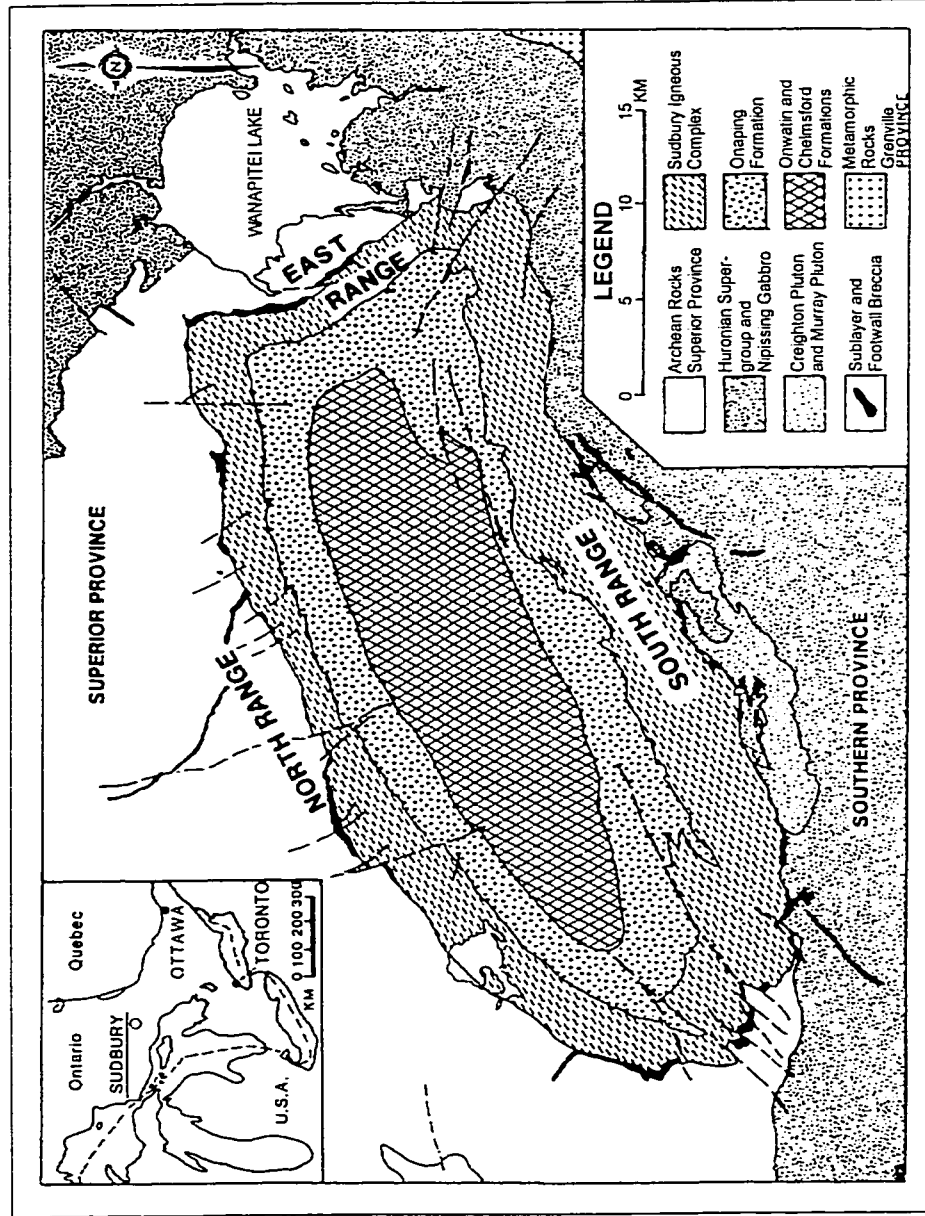 Ontario
Quebec
SUDBURY
OTTAWA
TORONTO
U.S.A.
KM
0 100 200 300
SUPERIOR PROVINCE
N
WANAPITEI LAKE
NORTH RANGE
EAST
RANGE
SOUTH RANGE
SOUTHERN PROVINCE
LEGEND
0 5 10 15 KM
Archean Rocks
Superior Province
Huronian Super-
group and
Nipissing Gabbro
Creighton Pluton
and Murray Pluton
Sublayer and
Footwall Breccia
Sudbury Igneous
Complex
Onaping
Formation
Onwatin and
Chelmsford
Formations
Metamorphic
Rocks
Grenville
PROVINCE